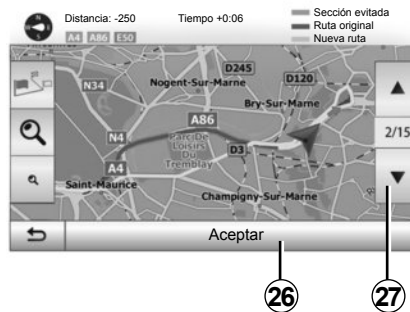 Distancia: -250 Tiempo +0:06
Sección evitada
Ruta original
Nueva ruta
A4 A86 E50
N34
D245
D120
Nogent-Sur-Marne
Bry-Sur-Marne
A86
2/15
N4
Parc De
Loisirs
Du
Tremblay
D3
A4
Saint-Maurice
Champigny-Sur-Marne
Aceptar
26
27